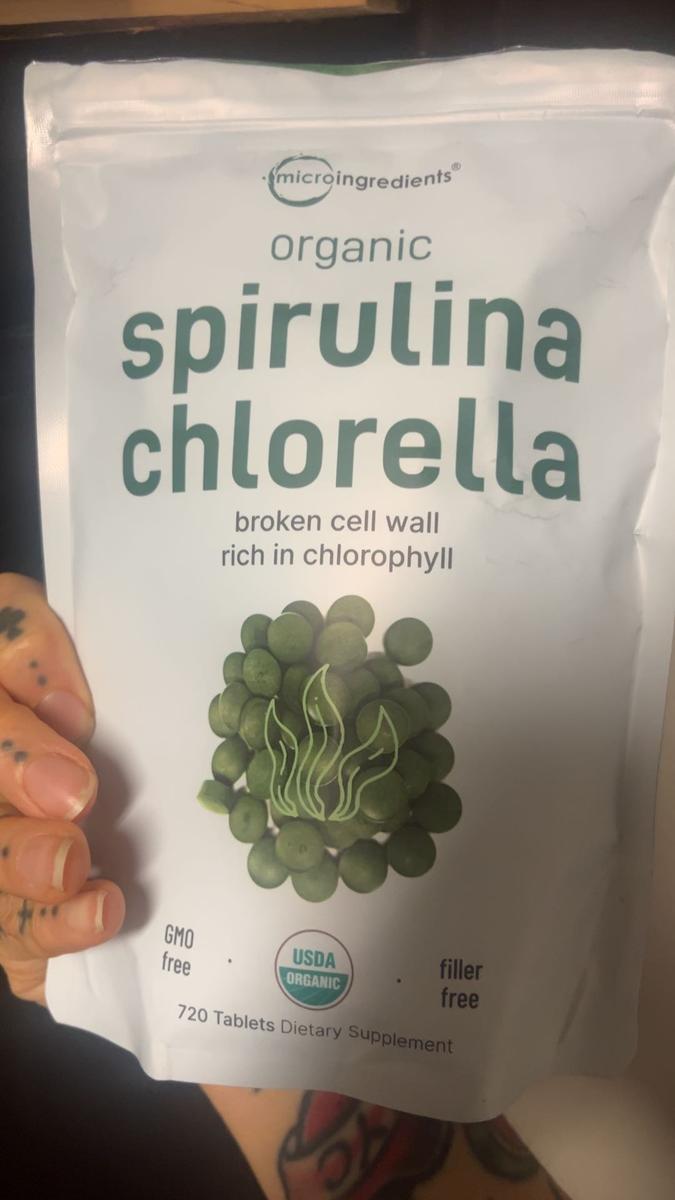 microingredients®
organic
spirulina
chlorella
broken cell wall
rich in chlorophyll
GMO
free
·
USDA
ORGANIC
·
filler
free
720 Tablets Dietary Supplement